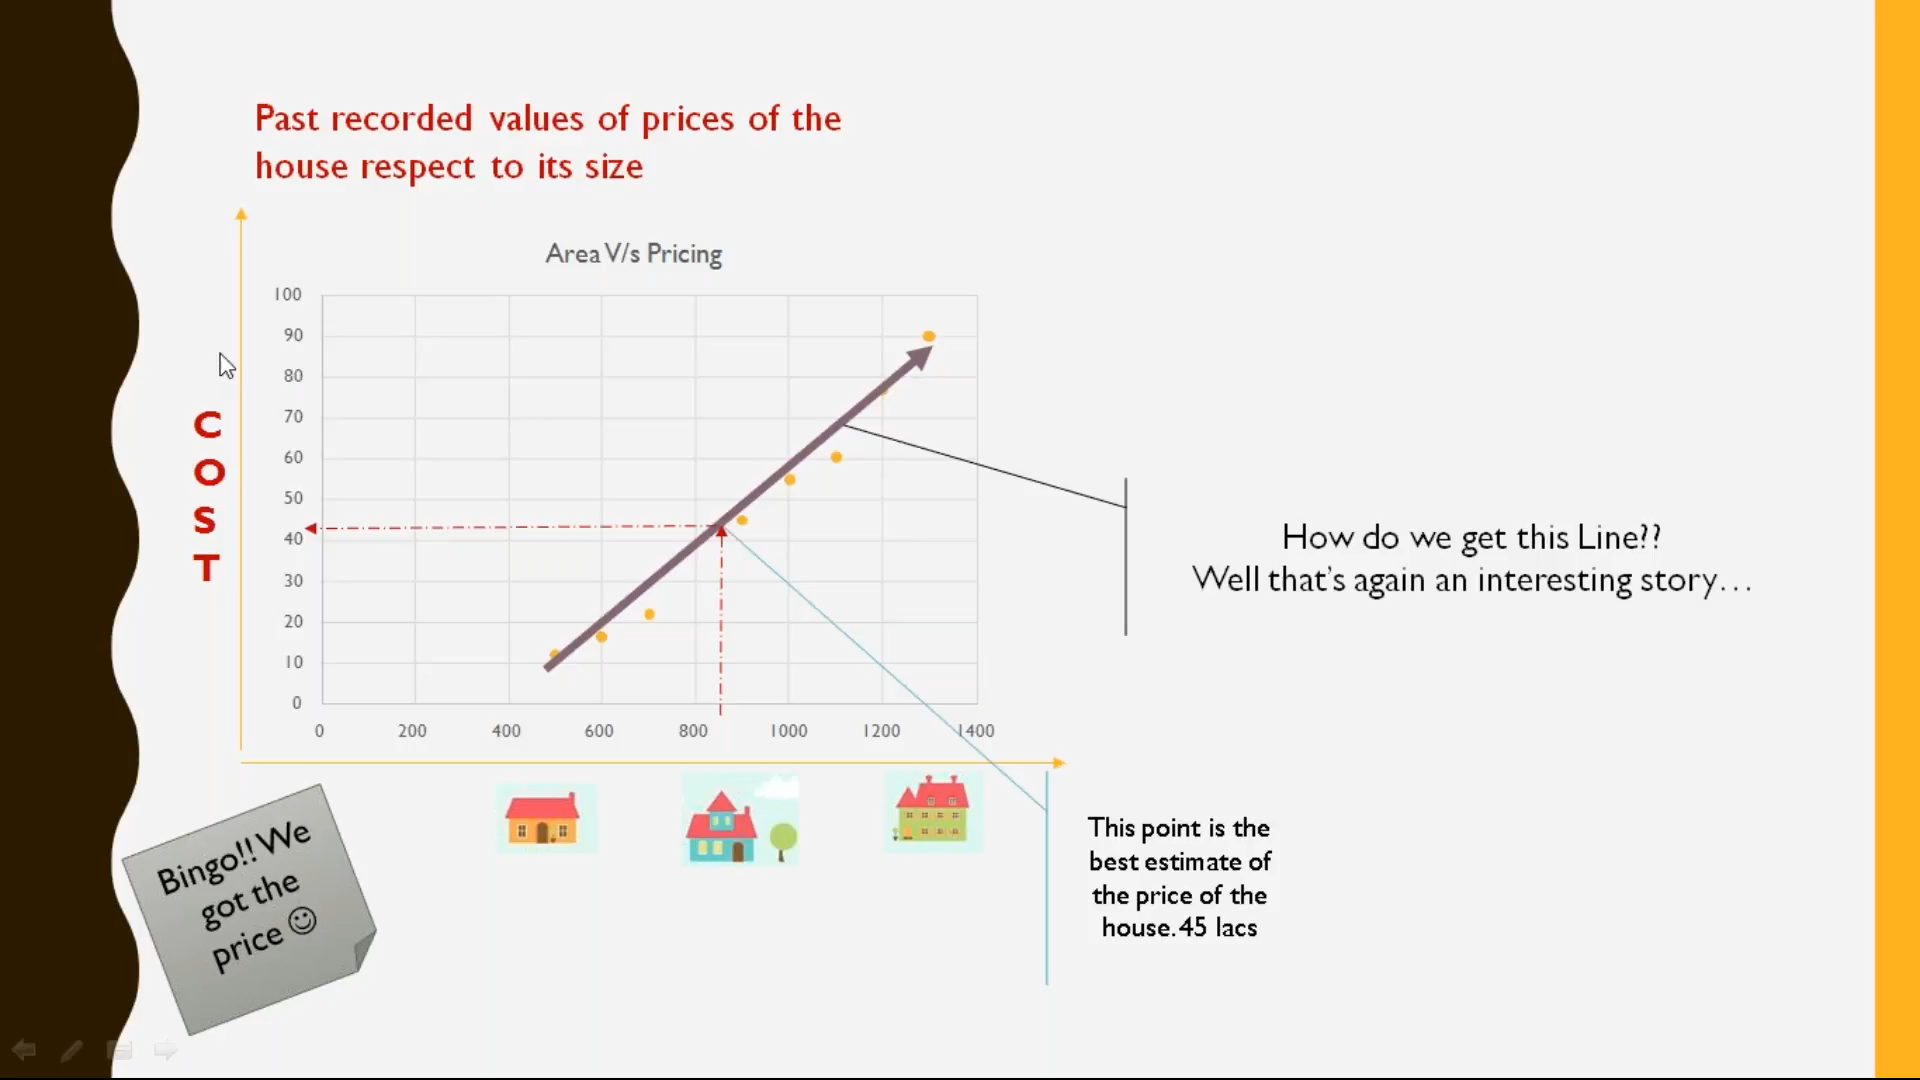 Past recorded values of prices of the
house respect to its size
Area V/s Pricing
100
90
80
70
60
50
40
30
20
10
0
0 200 400 600 800 1000 1200 1400
C
O
S
T
How do we get this Line??
Well that's again an interesting story…
This point is the
best estimate of
the price of the
house.45 lacs
Bingo!! We
got the
price ☺